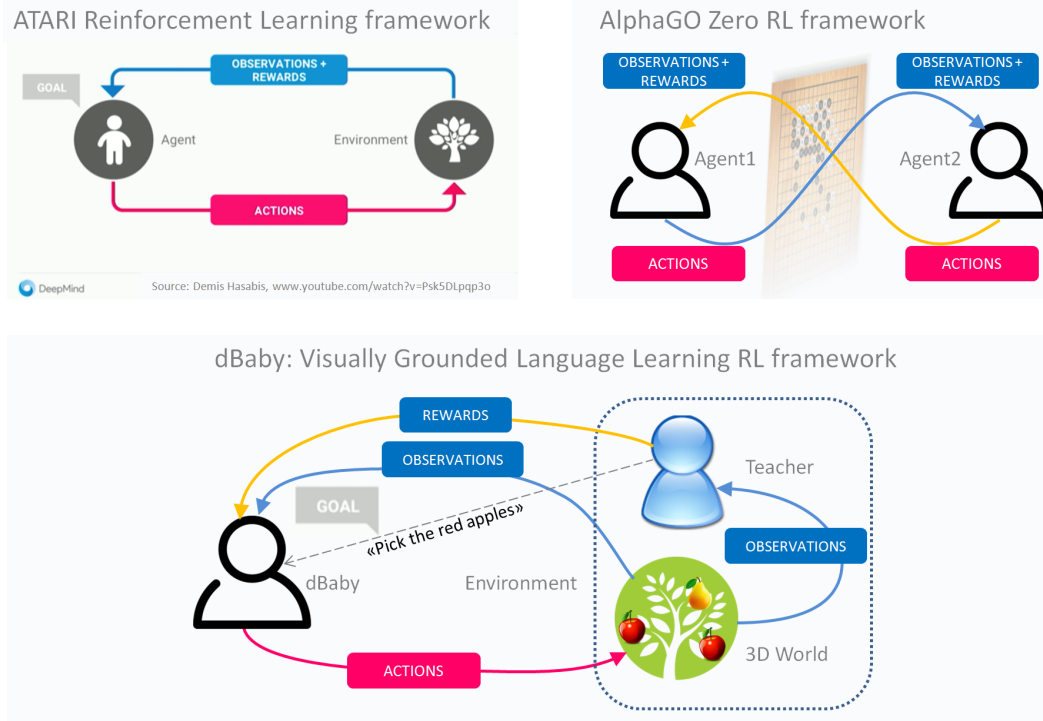 ATARI Reinforcement Learning framework
OBSERVATIONS +
REWARDS
GOAL
Agent
Environment
ACTIONS
DeepMind
Source: Demis Hasabis, www.youtube.com/watch?v=Psk5DLpqp3o
AlphaGO Zero RL framework
OBSERVATIONS +
REWARDS
OBSERVATIONS +
REWARDS
Agent1
Agent2
ACTIONS
ACTIONS
dBaby: Visually Grounded Language Learning RL framework
REWARDS
OBSERVATIONS
Teacher
GOAL
«Pick the red apples»
OBSERVATIONS
dBaby
Environment
3D World
ACTIONS